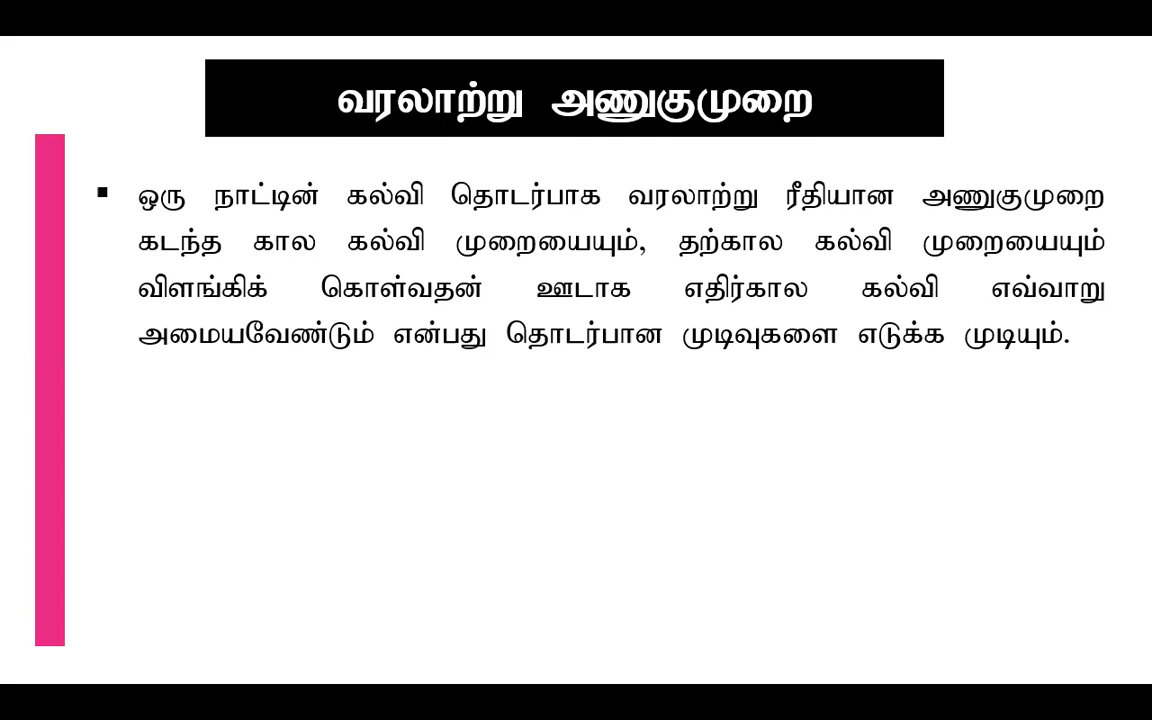 வரலாற்று அணுகுமுறை
▪ ஒரு நாட்டின் கல்வி தொடர்பாக வரலாற்று ரீதியான அணுகுமுறை
கடந்த கால கல்வி முறையையும், தற்கால கல்வி முறையையும்
விளங்கிக் கொள்வதன் ஊடாக எதிர்கால கல்வி எவ்வாறு
அமையவேண்டும் என்பது தொடர்பான முடிவுகளை எடுக்க முடியும்.